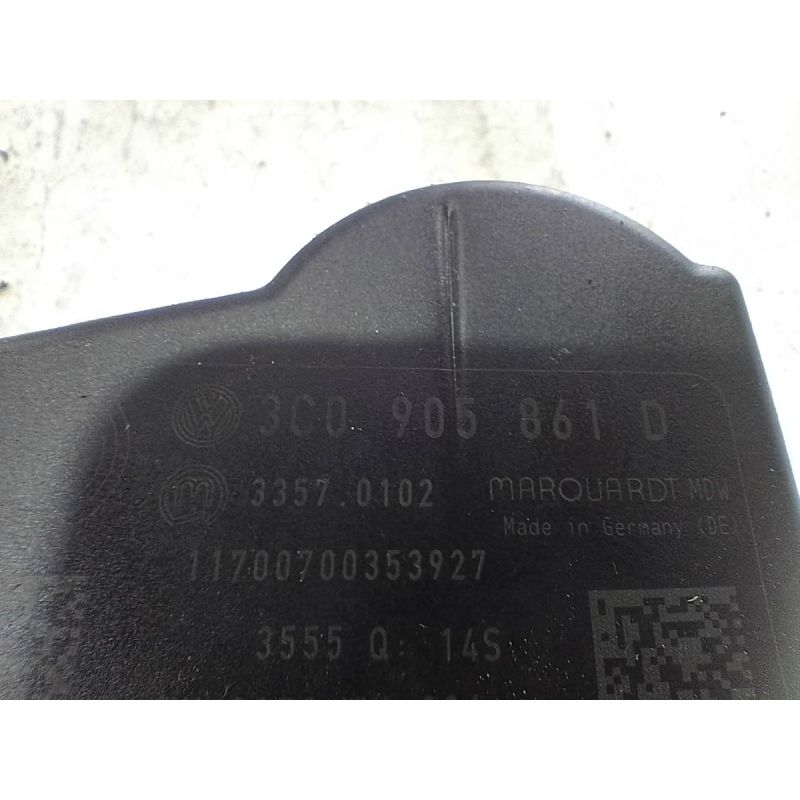 3C0 905 861 D
3357.0102 MARQUARDT MDW
Made in Germany (DE)
11700700353927
3555 Q: 14S